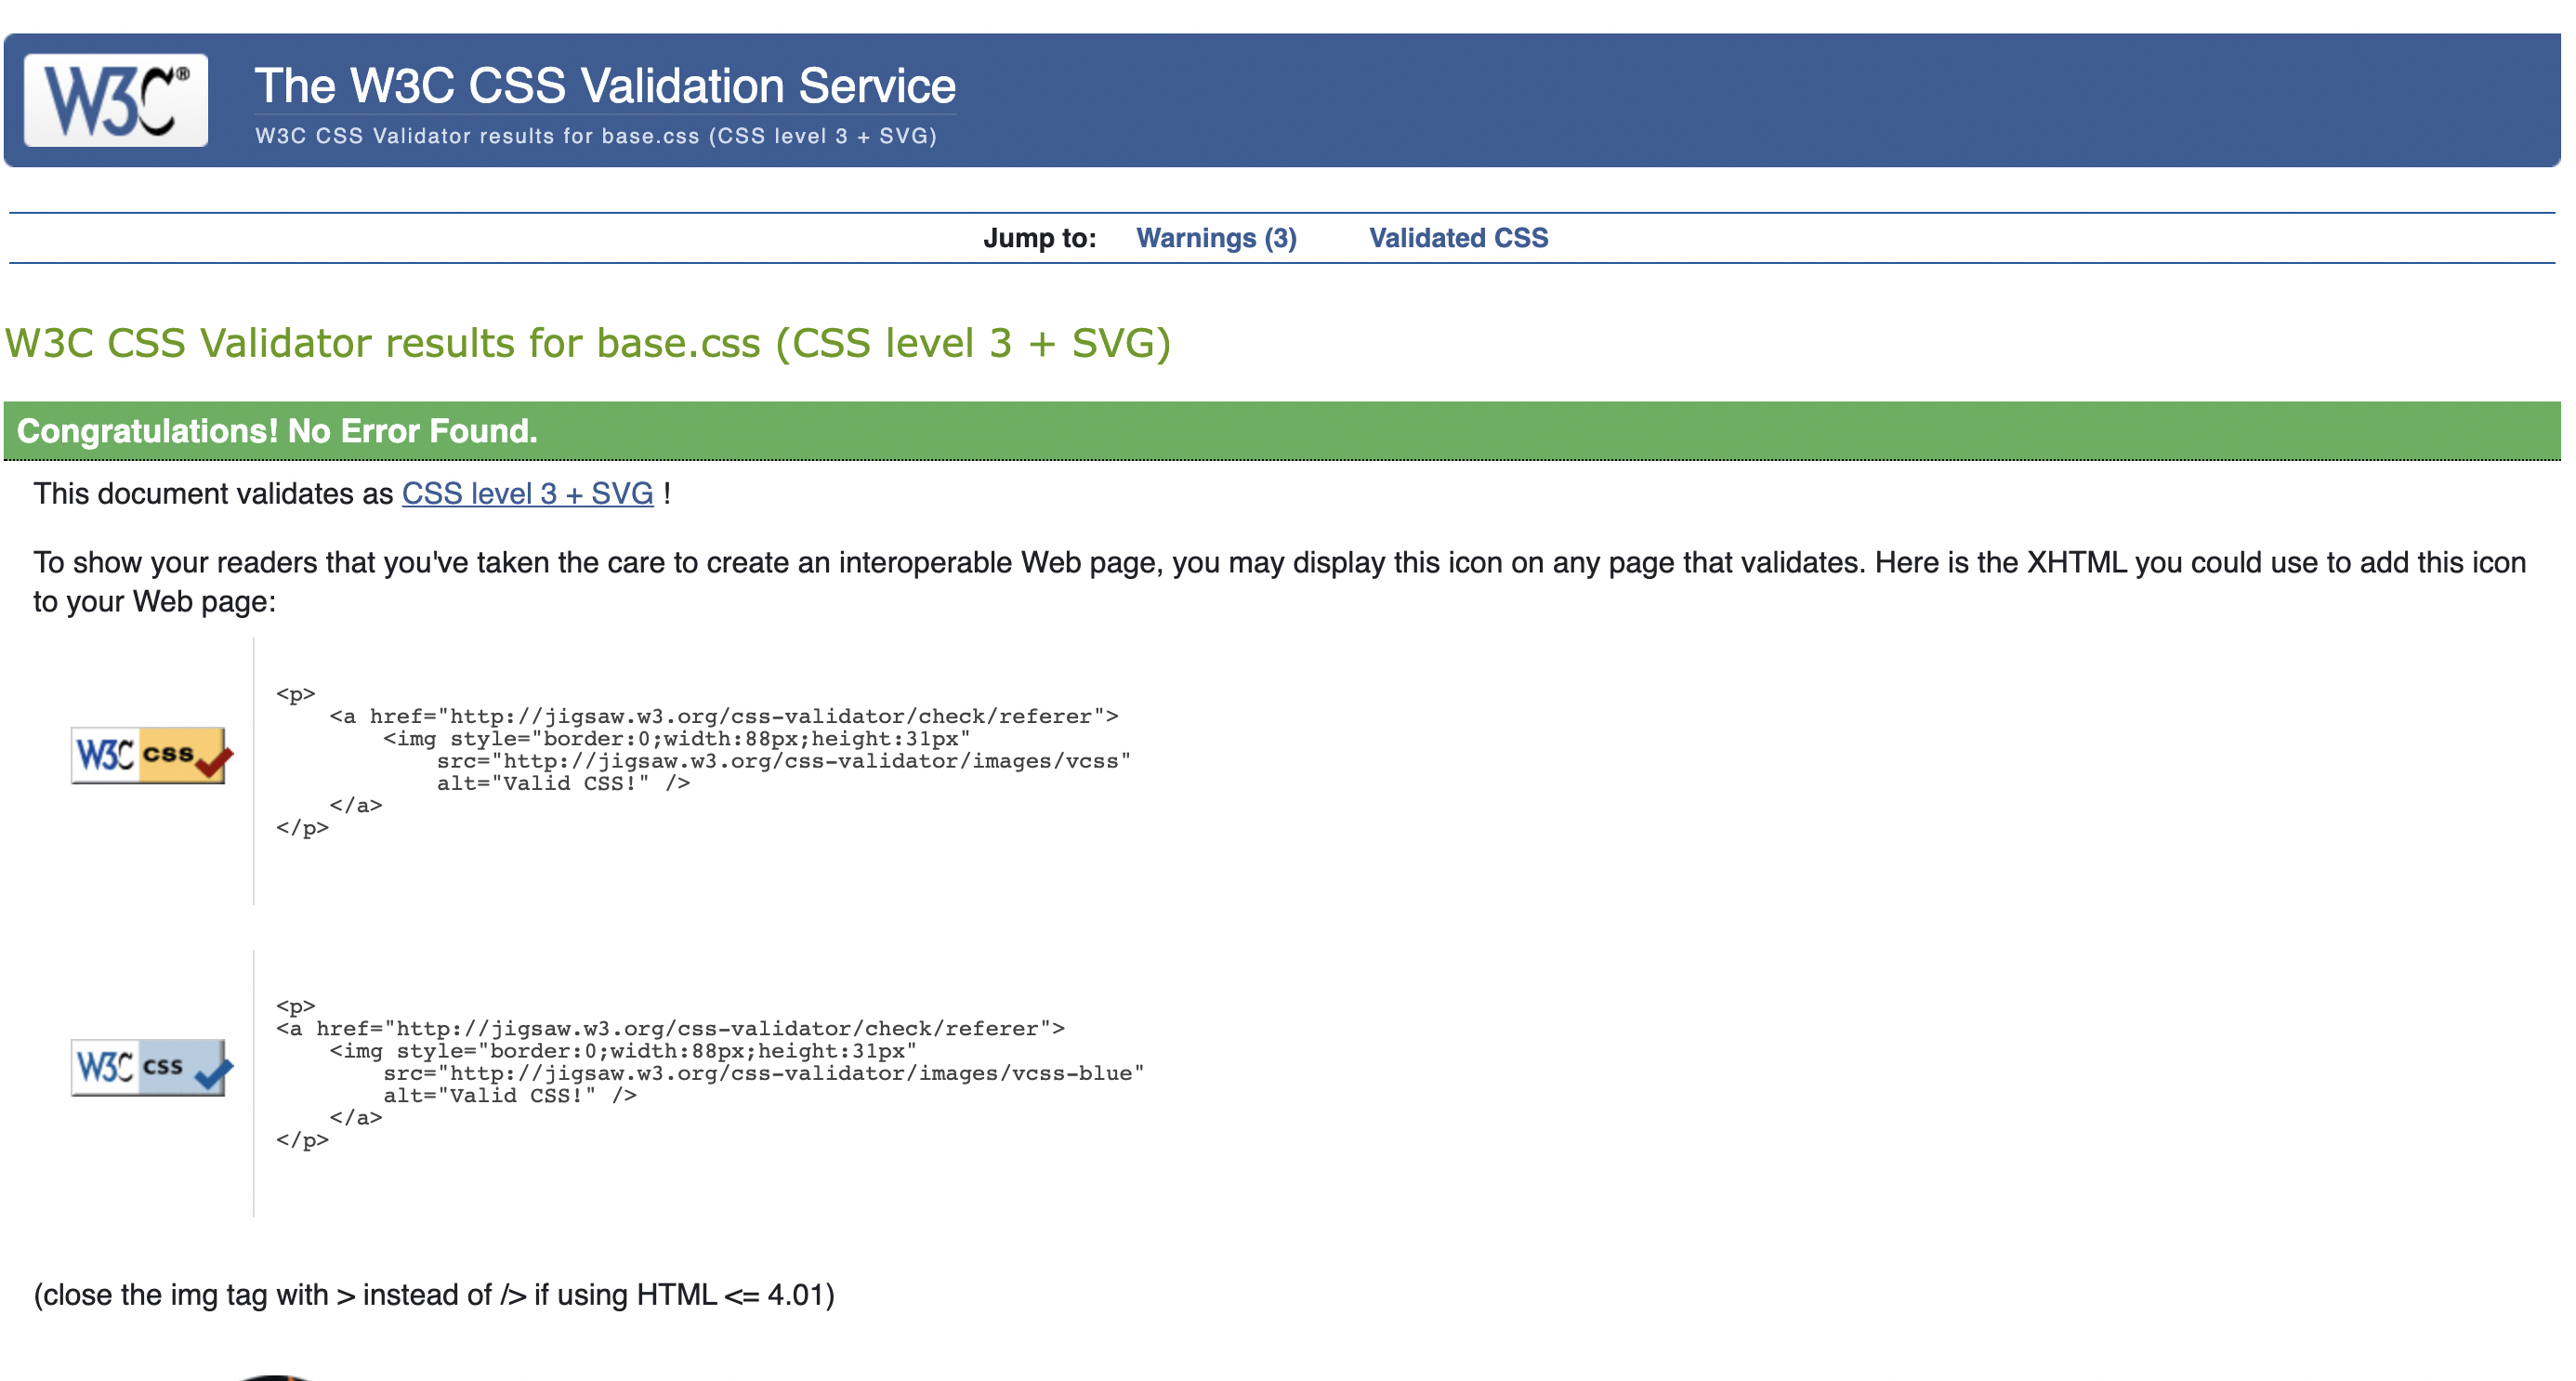 W3C®
The W3C CSS Validation Service
W3C CSS Validator results for base.css (CSS level 3 + SVG)
Jump to: Warnings (3) Validated CSS
W3C CSS Validator results for base.css (CSS level 3 + SVG)
Congratulations! No Error Found.
This document validates as CSS level 3 + SVG !
To show your readers that you've taken the care to create an interoperable Web page, you may display this icon on any page that validates. Here is the XHTML you could use to add this icon
to your Web page:
W3C css
<p>
    <a href="http://jigsaw.w3.org/css-validator/check/referer">
        <img style="border:0;width:88px;height:31px"
            src="http://jigsaw.w3.org/css-validator/images/vcss"
            alt="Valid CSS!" />
    </a>
</p>
W3C css
<p>
<a href="http://jigsaw.w3.org/css-validator/check/referer">
    <img style="border:0;width:88px;height:31px"
        src="http://jigsaw.w3.org/css-validator/images/vcss-blue"
        alt="Valid CSS!" />
    </a>
</p>
(close the img tag with > instead of /> if using HTML <= 4.01)